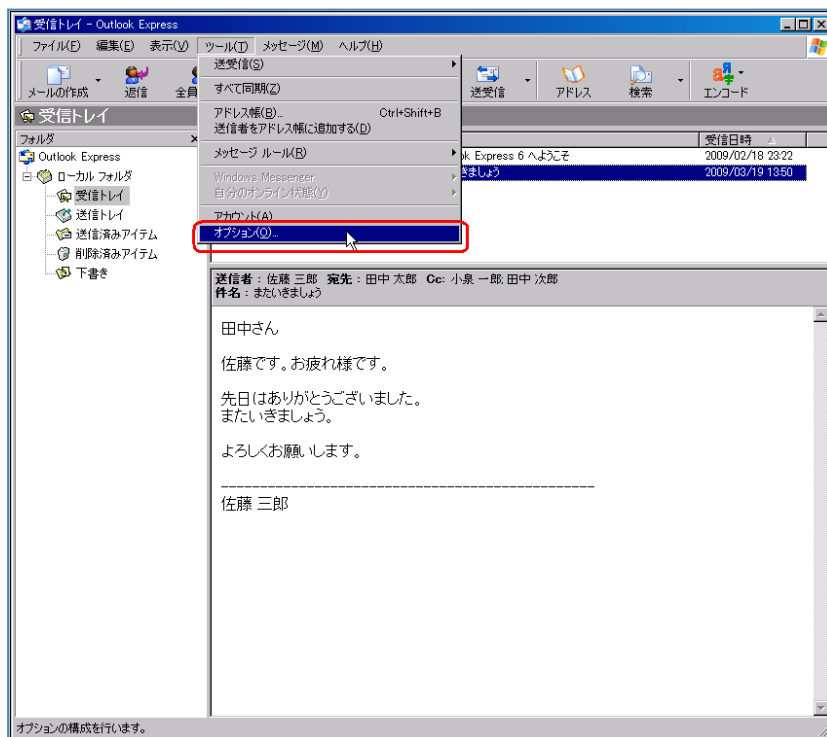 受信トレイ - Outlook Express
ファイル(F) 編集(E) 表示(V) ツール(T) メッセージ(M) ヘルプ(H)
メールの作成 返信 全員 送受信 アドレス 検索 エンコード
送受信(S)
すべて同期(Z)
アドレス帳(B)... Ctrl+Shift+B
送信者をアドレス帳に追加する(D)
メッセージ ルール(R)
Windows Messenger
自分のオンライン状態(Y)
アカウント(A)
オプション(O)...
受信トレイ
フォルダ ×
Outlook Express
ローカル フォルダ
受信トレイ
送信トレイ
送信済みアイテム
削除済みアイテム
下書き
受信日時
ok Express 6 へようこそ 2009/02/18 23:22
きましょう 2009/03/19 13:50
送信者：佐藤 三郎 宛先：田中 太郎 Cc: 小泉 一郎; 田中 次郎
件名：またいきましょう
田中さん
佐藤です。お疲れ様です。
先日はありがとうございました。
またいきましょう。
よろしくお願いします。
------------------------------------------------
佐藤 三郎
オプションの構成を行います。